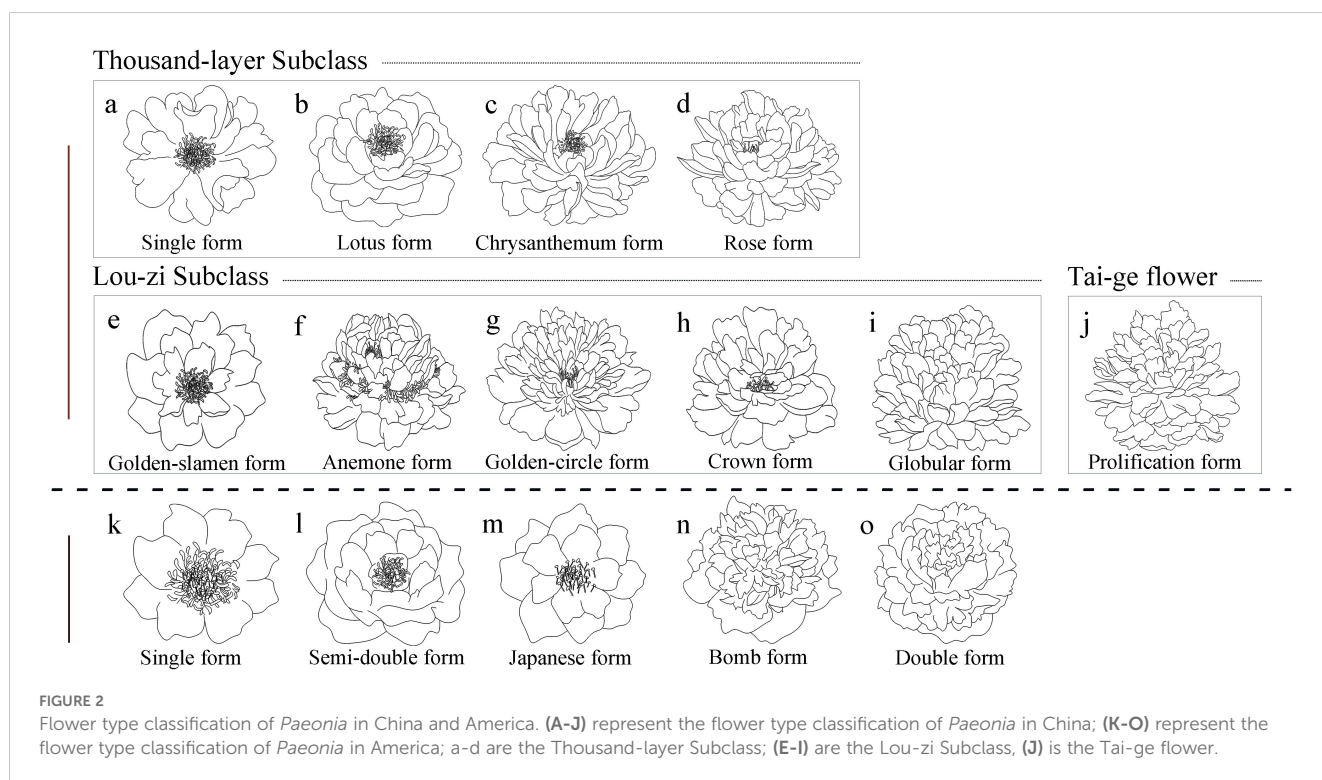 Thousand-layer Subclass
a b c d
Single form Lotus form Chrysanthemum form Rose form
Lou-zi Subclass Tai-ge flower
e f g h i j
Golden-slamen form Anemone form Golden-circle form Crown form Globular form Prolification form
k l m n o
Single form Semi-double form Japanese form Bomb form Double form
FIGURE 2
Flower type classification of Paeonia in China and America. (A-J) represent the flower type classification of Paeonia in China; (K-O) represent the
flower type classification of Paeonia in America; a-d are the Thousand-layer Subclass; (E-I) are the Lou-zi Subclass, (J) is the Tai-ge flower.